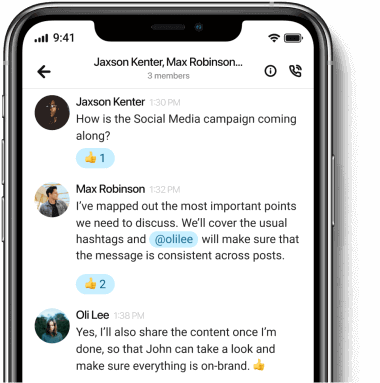 9:41
Jaxson Kenter, Max Robinson...
3 members
Jaxson Kenter 1:30 PM
How is the Social Media campaign coming
along?
👍 1
Max Robinson 1:32 PM
I've mapped out the most important points
we need to discuss. We'll cover the usual
hashtags and @olilee will make sure that
the message is consistent across posts.
👍 2
Oli Lee 1:38 PM
Yes, I'll also share the content once I'm
done, so that John can take a look and
make sure everything is on-brand. 👍